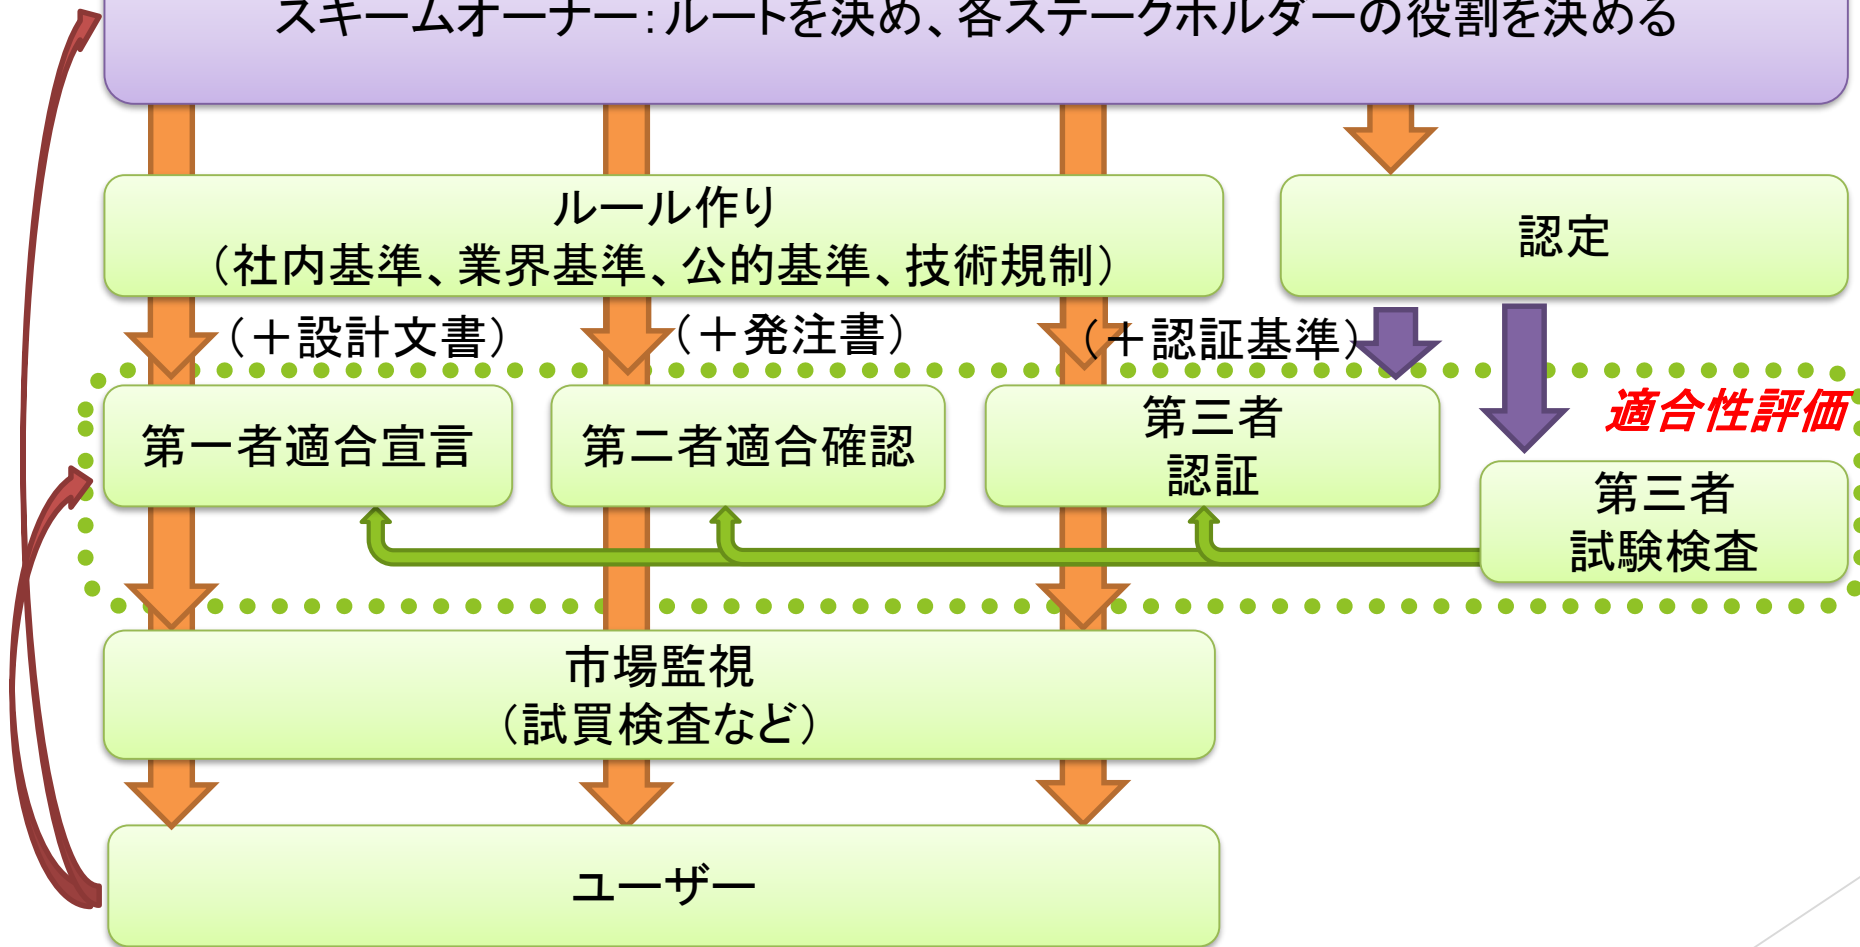 スキームオーナー：ルートを決め、各ステークホルダーの役割を決める
ルール作り
（社内基準、業界基準、公的基準、技術規制）
認定
（＋設計文書）
（＋発注書）
（＋認証基準）
適合性評価
第一者適合宣言
第二者適合確認
第三者
認証
第三者
試験検査
市場監視
（試買検査など）
ユーザー